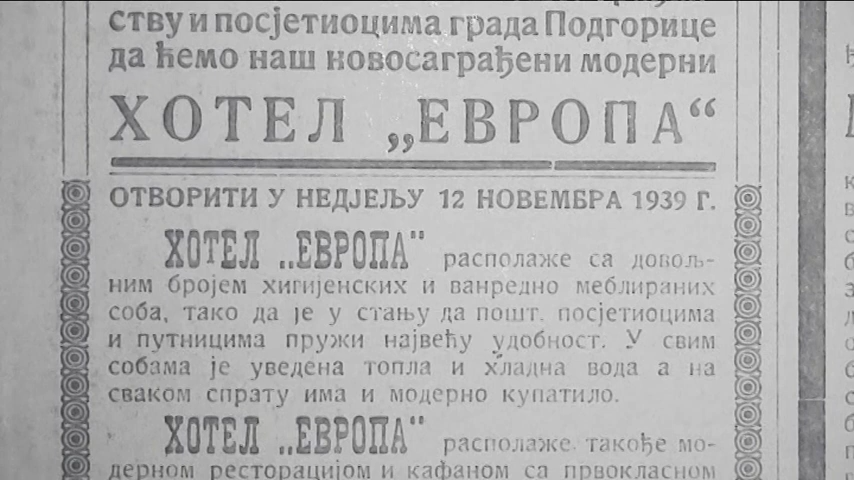 ству и посјетиоцима града Подгорице
да ћемо наш новосаграђени модерни
ХОТЕЛ „ЕВРОПА“
ОТВОРИТИ У НЕДЈЕЉУ 12 НОВЕМБРА 1939 Г.
ХОТЕЛ „ЕВРОПА“ располаже са довољ-
ним бројем хигијенских и ванредно меблираних
соба, тако да је у стању да пошт. посјетиоцима
и путницима пружи највећу удобност. У свим
собама је уведена топла и хладна вода а на
сваком спрату има и модерно купатило.
ХОТЕЛ „ЕВРОПА“ располаже такође мо-
дерном ресторацијом и кафаном са првокласном